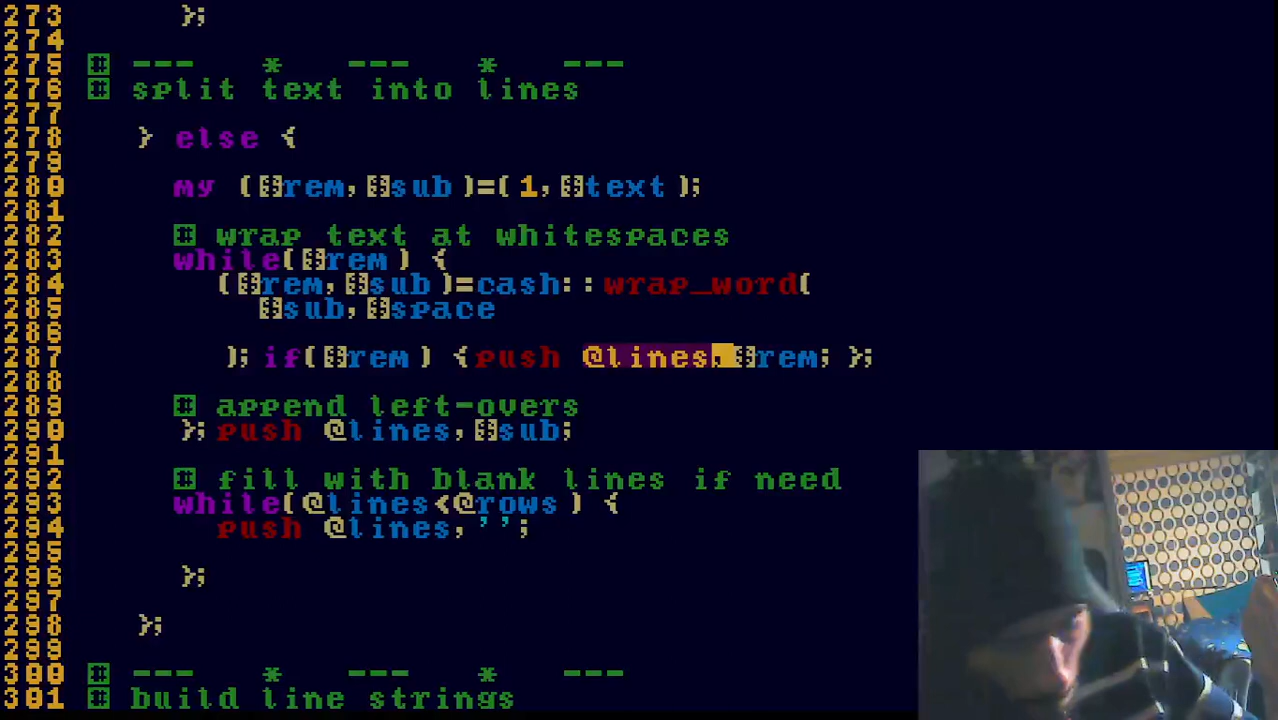 273 };
274
275 # --- * --- * ---
276 # split text into lines
277
278 } else {
279
280 my ($rem,$sub)=(1,$text);
281
282 # wrap text at whitespaces
283 while($rem) {
284 ($rem,$sub)=cash::wrap_word(
285 $sub,$space
286
287 ); if($rem) {push @lines,$rem; };
288
289 # append left-overs
290 }; push @lines,$sub;
291
292 # fill with blank lines if need
293 while(@lines<@rows) {
294 push @lines,'';
295
296 };
297
298 };
299
300 # --- * --- * ---
301 # build line strings